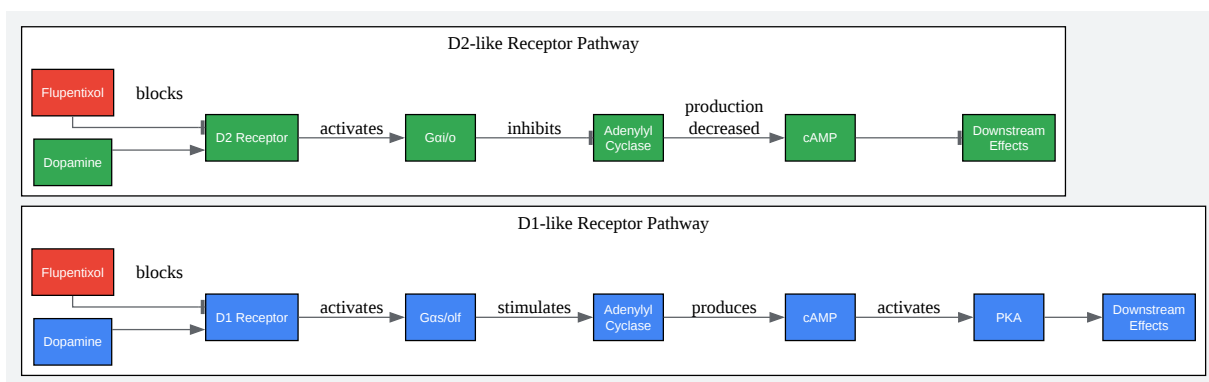 D2-like Receptor Pathway
Flupentixol
blocks
Dopamine
D2 Receptor
activates
Gαi/o
inhibits
Adenylyl
Cyclase
production
decreased
cAMP
Downstream
Effects
D1-like Receptor Pathway
Flupentixol
blocks
Dopamine
D1 Receptor
activates
Gαs/olf
stimulates
Adenylyl
Cyclase
produces
cAMP
activates
PKA
Downstream
Effects